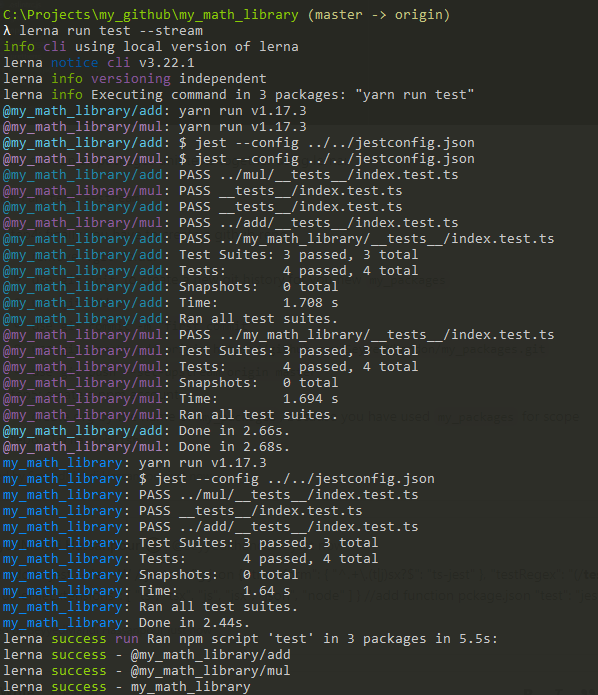 C:\Projects\my_github\my_math_library (master -> origin)
λ lerna run test --stream
info cli using local version of lerna
lerna notice cli v3.22.1
lerna info versioning independent
lerna info Executing command in 3 packages: "yarn run test"
@my_math_library/add: yarn run v1.17.3
@my_math_library/mul: yarn run v1.17.3
@my_math_library/add: $ jest --config ../../jestconfig.json
@my_math_library/mul: $ jest --config ../../jestconfig.json
@my_math_library/add: PASS ../mul/__tests__/index.test.ts
@my_math_library/mul: PASS __tests__/index.test.ts
@my_math_library/add: PASS __tests__/index.test.ts
@my_math_library/mul: PASS ../add/__tests__/index.test.ts
@my_math_library/add: PASS ../my_math_library/__tests__/index.test.ts
@my_math_library/add: Test Suites: 3 passed, 3 total
@my_math_library/add: Tests:       4 passed, 4 total
@my_math_library/add: Snapshots:   0 total
@my_math_library/add: Time:        1.708 s
@my_math_library/add: Ran all test suites.
@my_math_library/mul: PASS ../my_math_library/__tests__/index.test.ts
@my_math_library/mul: Test Suites: 3 passed, 3 total
@my_math_library/mul: Tests:       4 passed, 4 total
@my_math_library/mul: Snapshots:   0 total
@my_math_library/mul: Time:        1.694 s
@my_math_library/mul: Ran all test suites.
@my_math_library/add: Done in 2.66s.
@my_math_library/mul: Done in 2.68s.
my_math_library: yarn run v1.17.3
my_math_library: $ jest --config ../../jestconfig.json
my_math_library: PASS ../mul/__tests__/index.test.ts
my_math_library: PASS __tests__/index.test.ts
my_math_library: PASS ../add/__tests__/index.test.ts
my_math_library: Test Suites: 3 passed, 3 total
my_math_library: Tests:       4 passed, 4 total
my_math_library: Snapshots:   0 total
my_math_library: Time:        1.64 s
my_math_library: Ran all test suites.
my_math_library: Done in 2.44s.
lerna success run Ran npm script 'test' in 3 packages in 5.5s:
lerna success - @my_math_library/add
lerna success - @my_math_library/mul
lerna success - my_math_library